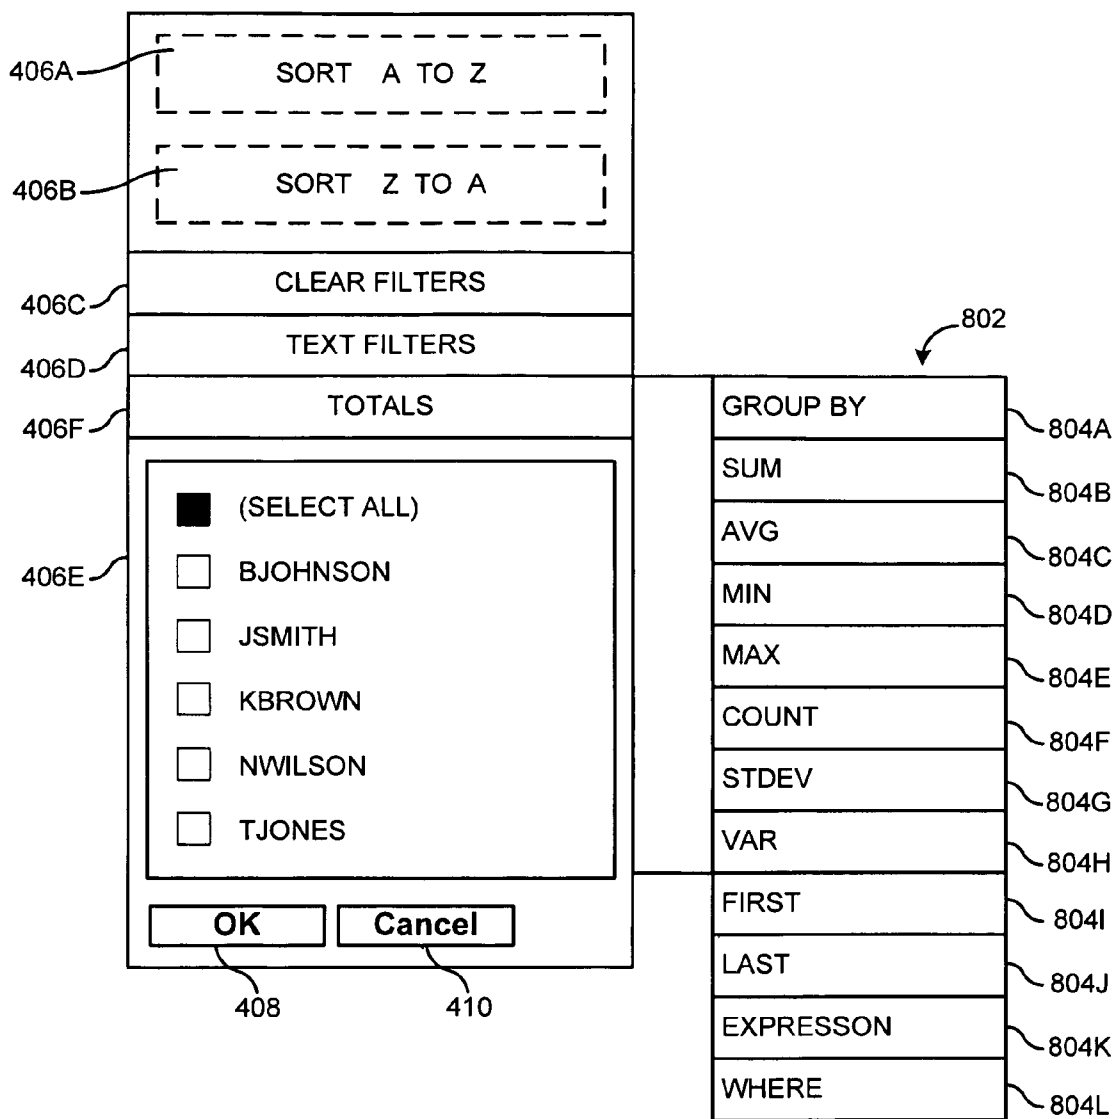 406A
SORT A TO Z
406B
SORT Z TO A
406C
CLEAR FILTERS
406D
TEXT FILTERS
406F
TOTALS
406E
(SELECT ALL)
BJOHNSON
JSMITH
KBROWN
NWILSON
TJONES
OK
Cancel
408
410
802
GROUP BY
804A
SUM
804B
AVG
804C
MIN
804D
MAX
804E
COUNT
804F
STDEV
804G
VAR
804H
FIRST
804I
LAST
804J
EXPRESSON
804K
WHERE
804L